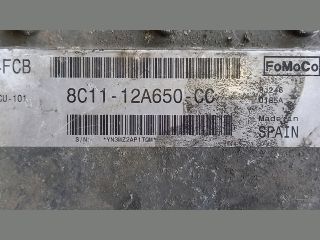 -FCB
FoMoCo
CU-101
8C11-12A650-CC
Made in
SPAIN
S/N: